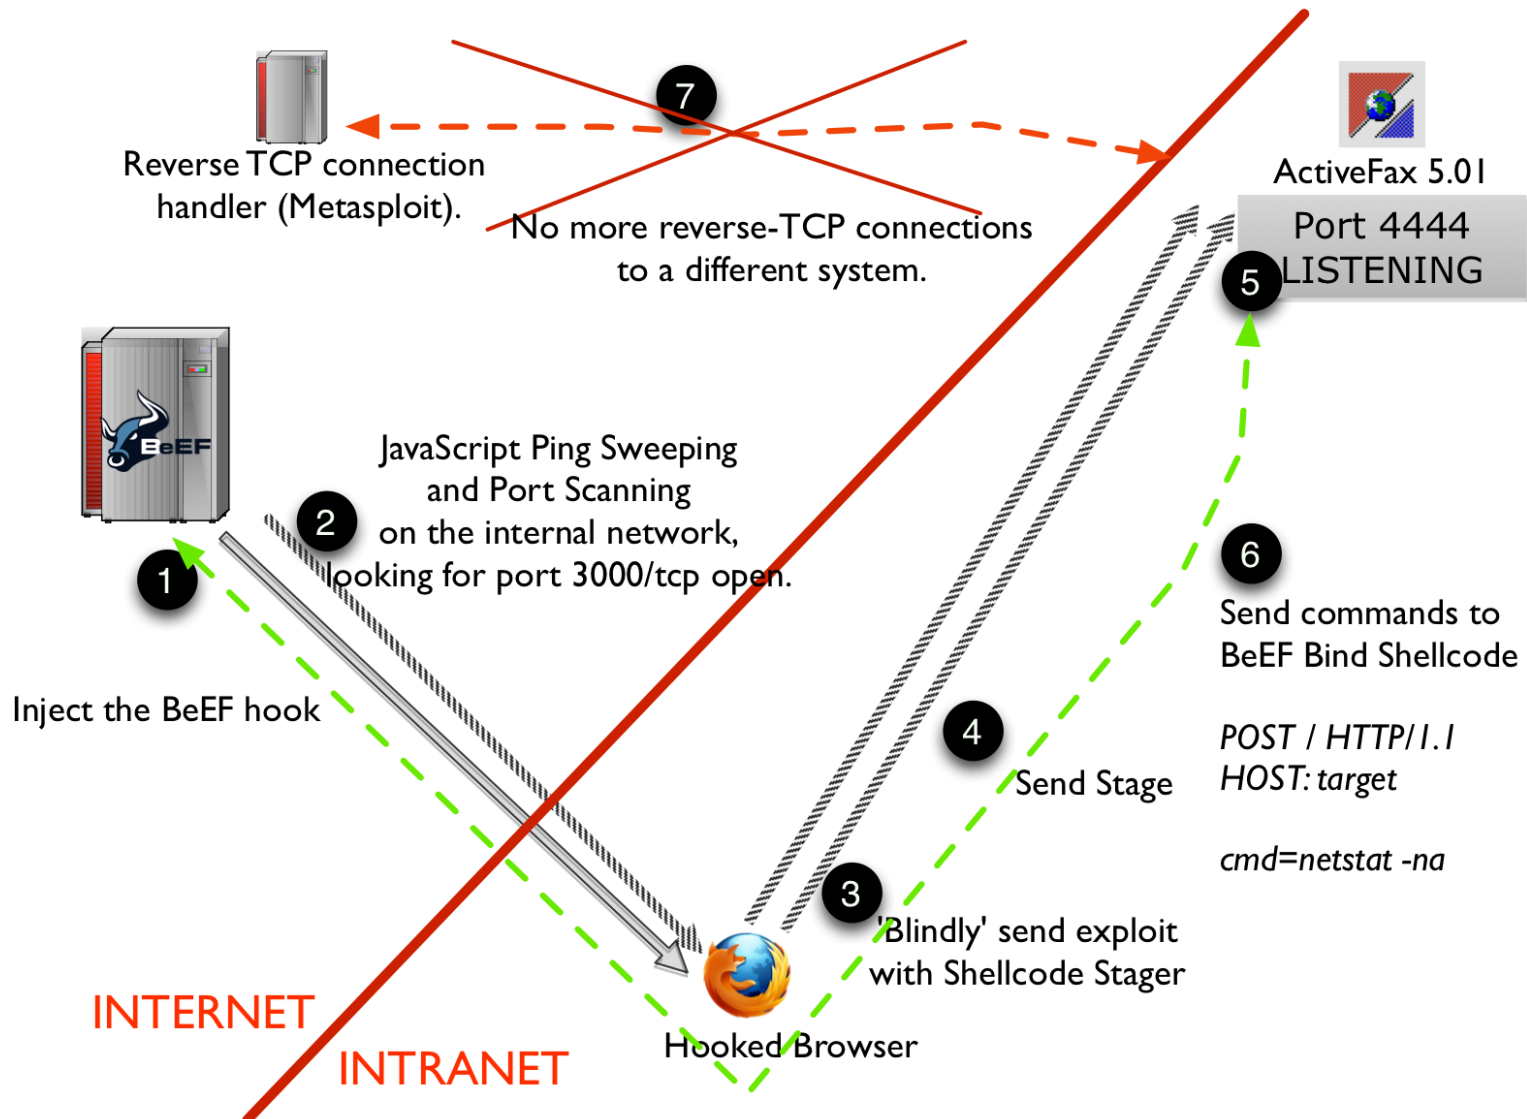 7
Reverse TCP connection
handler (Metasploit).
No more reverse-TCP connections
to a different system.
ActiveFax 5.01
Port 4444
LISTENING
5
BeEF
JavaScript Ping Sweeping
and Port Scanning
on the internal network,
looking for port 3000/tcp open.
2
1
Inject the BeEF hook
6
Send commands to
BeEF Bind Shellcode
POST / HTTP/1.1
HOST: target
cmd=netstat -na
4
Send Stage
3
'Blindly' send exploit
with Shellcode Stager
Hooked Browser
INTERNET
INTRANET